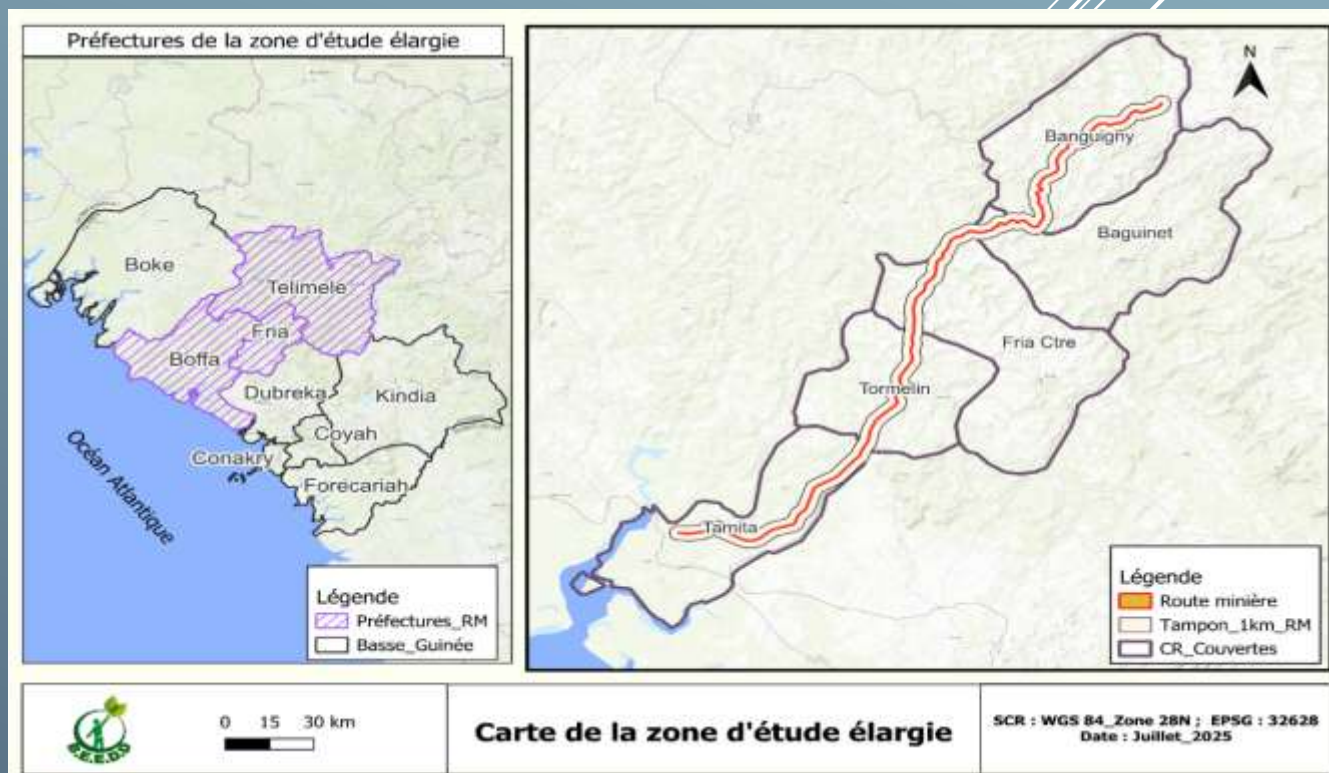 Préfectures de la zone d'étude élargie
Boke
Telimele
Fria
Boffa
Dubreka
Kindia
Coyah
Conakry
Forecariah
Océan Atlantique
Légende
Préfectures_RM
Basse_Guinée
N
Banguigny
Baguinet
Fria Ctre
Tormelin
Tamita
Légende
Route minière
Tampon_1km_RM
CR_Couvertes
0 15 30 km
Carte de la zone d'étude élargie
SCR : WGS 84_Zone 28N ; EPSG : 32628
Date : Juillet_2025